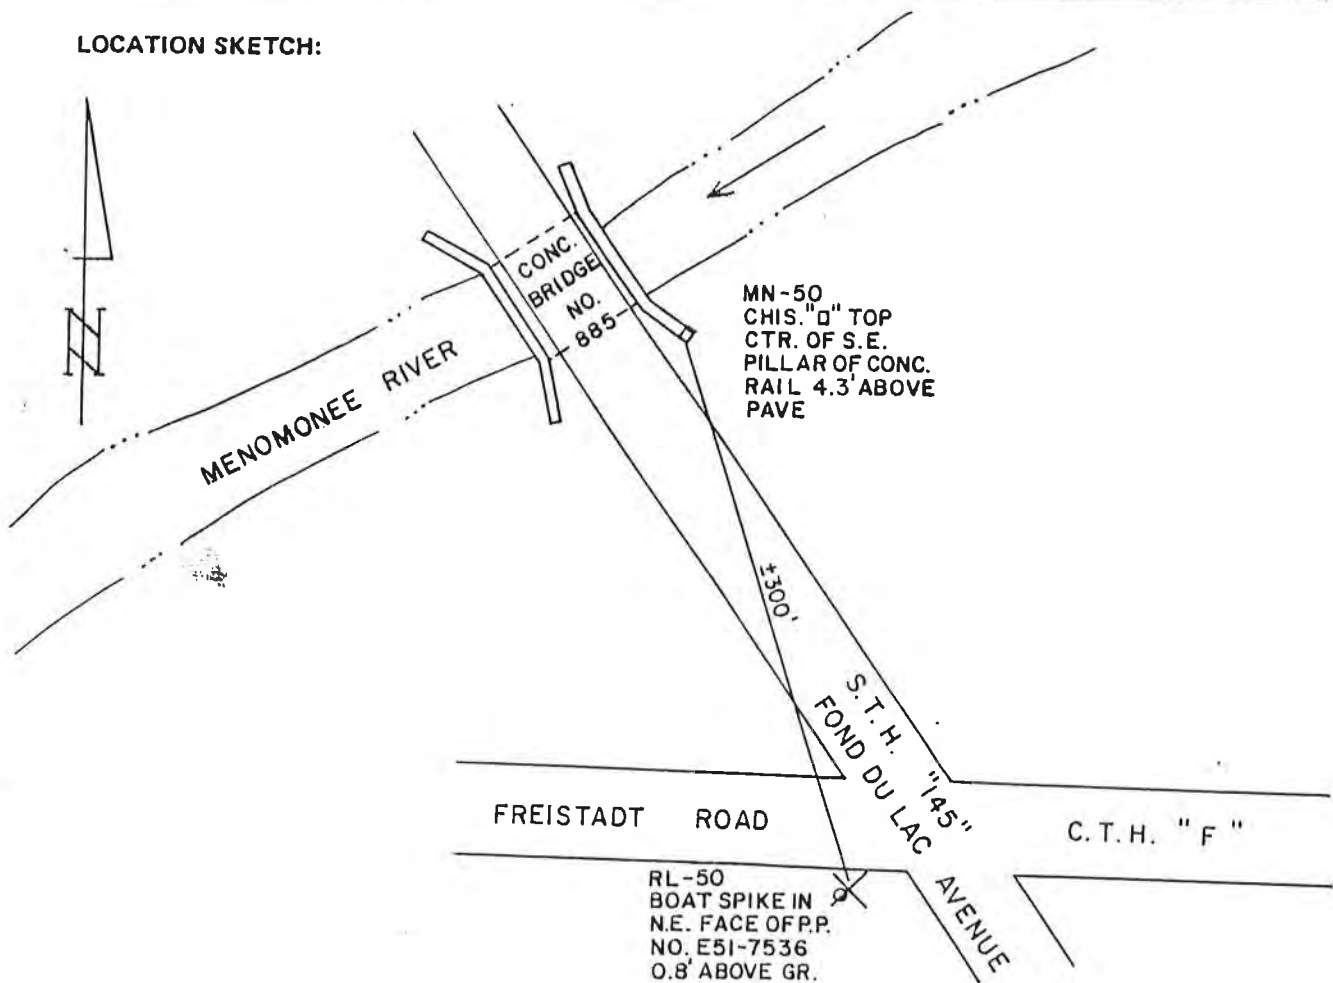 LOCATION SKETCH:
N
CONC.
BRIDGE
NO.
885
MENOMONEE RIVER
MN-50
CHIS. "□" TOP
CTR. OF S.E.
PILLAR OF CONC.
RAIL 4.3' ABOVE
PAVE
±300'
S. T. H. "145"
FOND DU LAC AVENUE
FREISTADT ROAD
C. T. H. "F"
RL-50
BOAT SPIKE IN
N.E. FACE OF P.P.
NO. E51-7536
0.8' ABOVE GR.